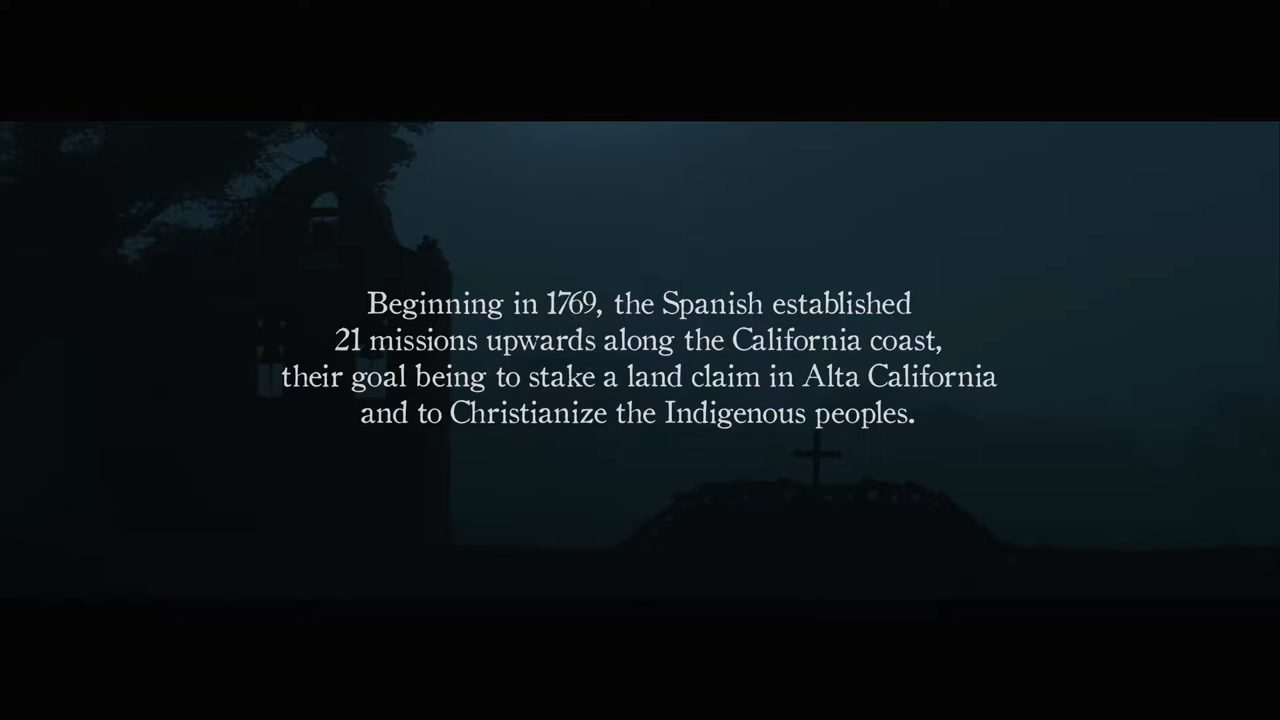 Beginning in 1769, the Spanish established
21 missions upwards along the California coast,
their goal being to stake a land claim in Alta California
and to Christianize the Indigenous peoples.